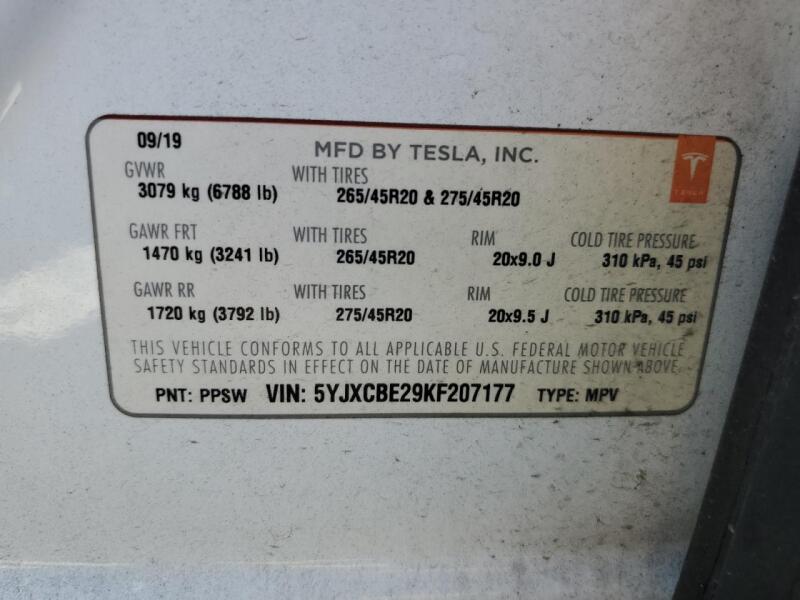 09/19 MFD BY TESLA, INC.
TESLA
GVWR WITH TIRES
3079 kg (6788 lb) 265/45R20 & 275/45R20
GAWR FRT WITH TIRES RIM COLD TIRE PRESSURE
1470 kg (3241 lb) 265/45R20 20x9.0 J 310 kPa, 45 psi
GAWR RR WITH TIRES RIM COLD TIRE PRESSURE
1720 kg (3792 lb) 275/45R20 20x9.5 J 310 kPa, 45 psi
THIS VEHICLE CONFORMS TO ALL APPLICABLE U.S. FEDERAL MOTOR VEHICLE
SAFETY STANDARDS IN EFFECT ON THE DATE OF MANUFACTURE SHOWN ABOVE.
PNT: PPSW VIN: 5YJXCBE29KF207177 TYPE: MPV